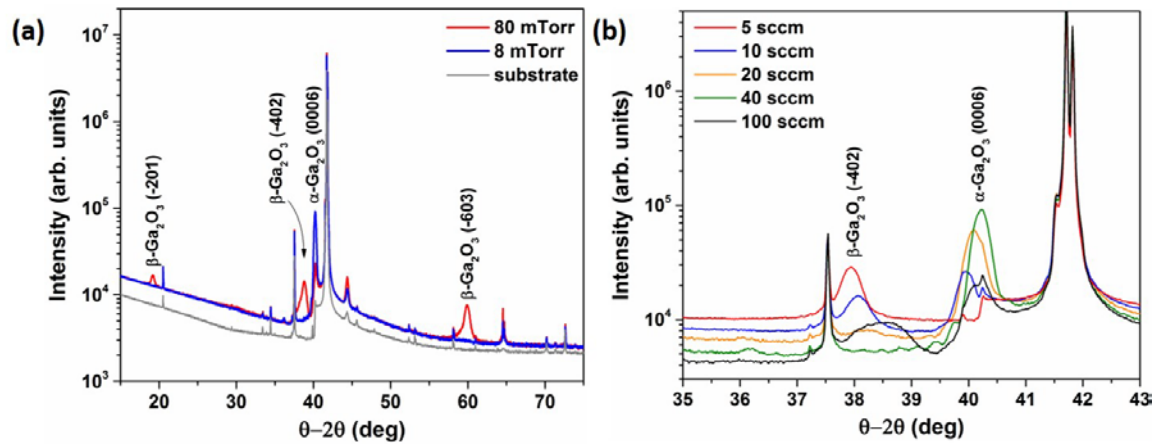 (a)
80 mTorr
8 mTorr
substrate
β-Ga2O3 (-201)
β-Ga2O3 (-402)
α-Ga2O3 (0006)
β-Ga2O3 (-603)
Intensity (arb. units)
10^7
10^6
10^5
10^4
10^3
20 30 40 50 60 70
θ−2θ (deg)
(b)
5 sccm
10 sccm
20 sccm
40 sccm
100 sccm
β-Ga2O3 (-402)
α-Ga2O3 (0006)
Intensity (arb. units)
10^6
10^5
10^4
35 36 37 38 39 40 41 42 43
θ−2θ (deg)